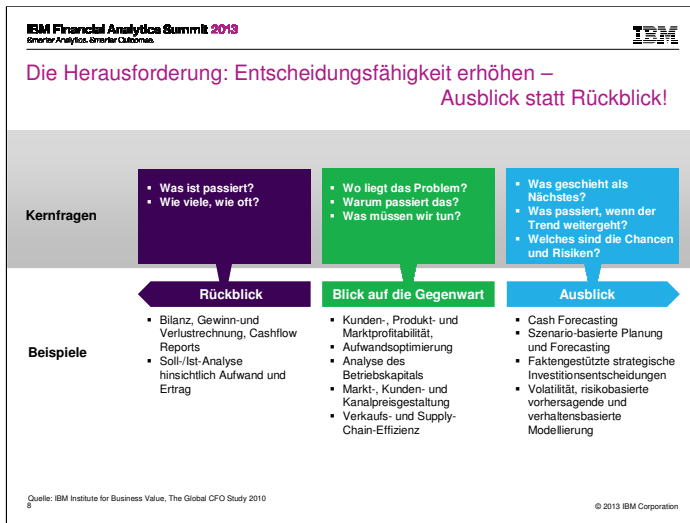 IBM Financial Analytics Summit 2013
Smarter Analytics. Smarter Outcomes.
IBM
Die Herausforderung: Entscheidungsfähigkeit erhöhen –
Ausblick statt Rückblick!
Kernfragen
▪ Was ist passiert?
▪ Wie viele, wie oft?
▪ Wo liegt das Problem?
▪ Warum passiert das?
▪ Was müssen wir tun?
▪ Was geschieht als
Nächstes?
▪ Was passiert, wenn der
Trend weitergeht?
▪ Welches sind die Chancen
und Risiken?
Rückblick
Blick auf die Gegenwart
Ausblick
Beispiele
▪ Bilanz, Gewinn-und
Verlustrechnung, Cashflow
Reports
▪ Soll-/Ist-Analyse
hinsichtlich Aufwand und
Ertrag
▪ Kunden-, Produkt- und
Marktprofitabilität,
▪ Aufwandsoptimierung
▪ Analyse des
Betriebskapitals
▪ Markt-, Kunden- und
Kanalpreisgestaltung
▪ Verkaufs- und Supply-
Chain-Effizienz
▪ Cash Forecasting
▪ Szenario-basierte Planung
und Forecasting
▪ Faktengestützte strategische
Investitionsentscheidungen
▪ Volatilität, risikobasierte
vorhersagende und
verhaltensbasierte
Modellierung
Quelle: IBM Institute for Business Value, The Global CFO Study 2010
8
© 2013 IBM Corporation